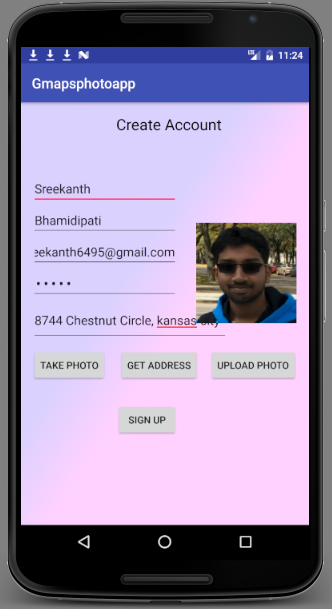 11:24
Gmapsphotoapp
Create Account
Sreekanth
Bhamidipati
eekanth6495@gmail.com
•••••
8744 Chestnut Circle, kansas city
TAKE PHOTO GET ADDRESS UPLOAD PHOTO
SIGN UP